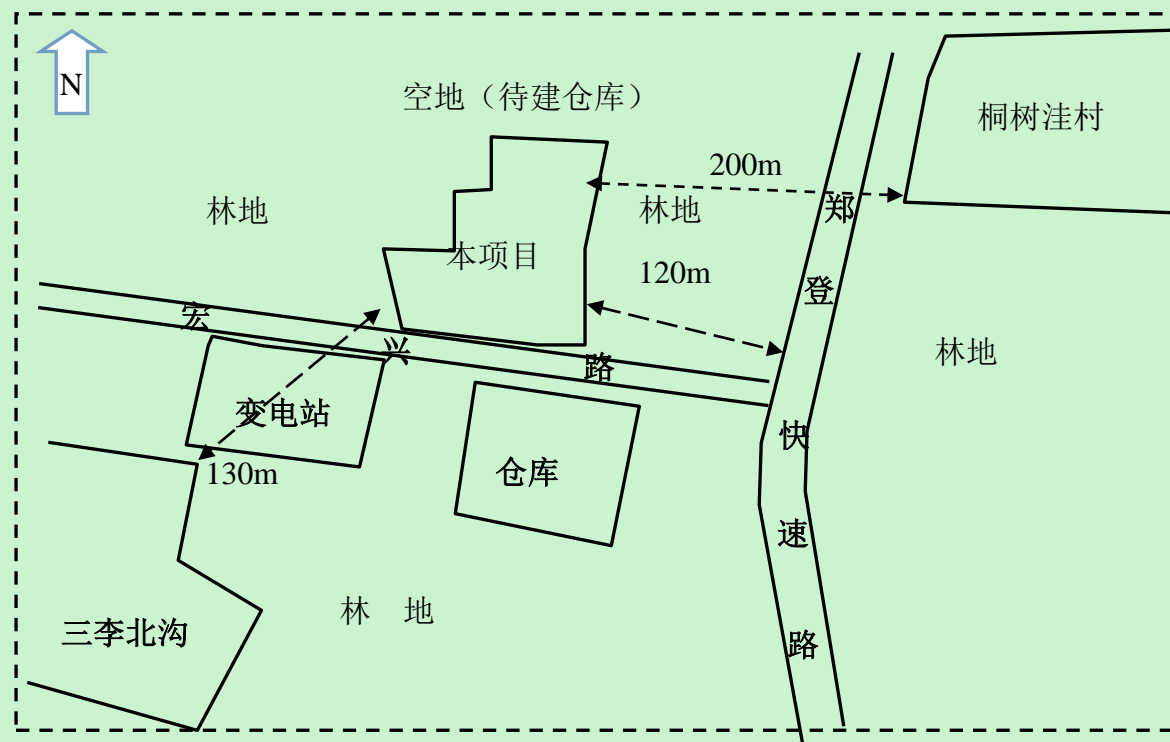 N
空地（待建仓库）
桐树洼村
200m
林地
林地
郑登快速路
本项目
120m
宏兴路
林地
变电站
仓库
130m
林 地
三李北沟